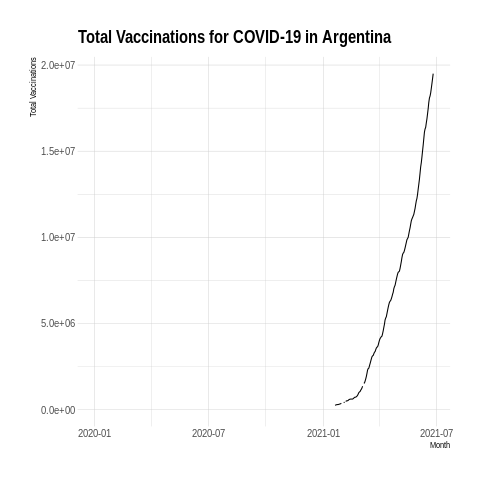 Total Vaccinations for COVID-19 in Argentina
Total Vaccinations
2.0e+07
1.5e+07
1.0e+07
5.0e+06
0.0e+00
2020-01 2020-07 2021-01 2021-07
Month